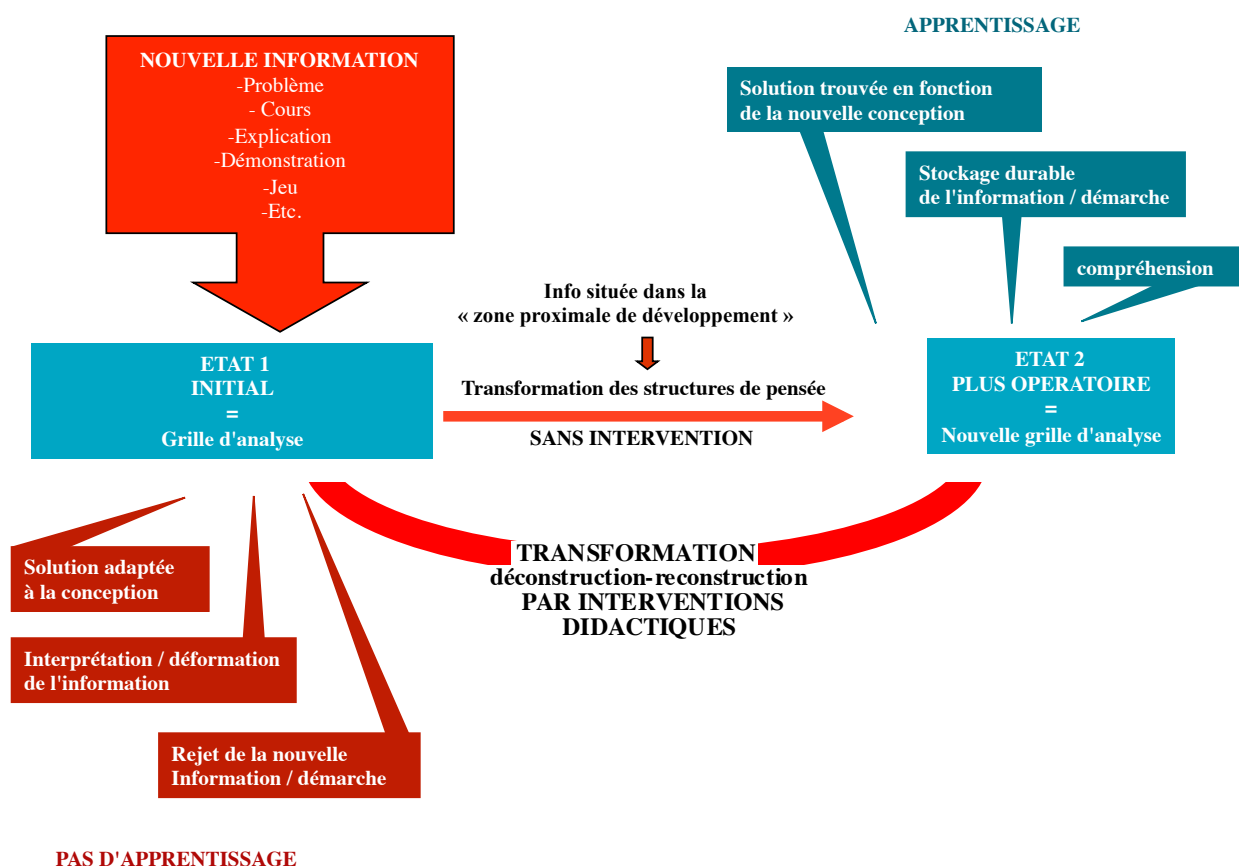 APPRENTISSAGE
NOUVELLE INFORMATION
-Problème
- Cours
-Explication
-Démonstration
-Jeu
-Etc.
Solution trouvée en fonction
de la nouvelle conception
Stockage durable
de l'information / démarche
compréhension
Info située dans la
« zone proximale de développement »
ETAT 1
INITIAL
=
Grille d'analyse
Transformation des structures de pensée
SANS INTERVENTION
ETAT 2
PLUS OPERATOIRE
=
Nouvelle grille d'analyse
TRANSFORMATION
déconstruction-reconstruction
PAR INTERVENTIONS
DIDACTIQUES
Solution adaptée
à la conception
Interprétation / déformation
de l'information
Rejet de la nouvelle
Information / démarche
PAS D'APPRENTISSAGE